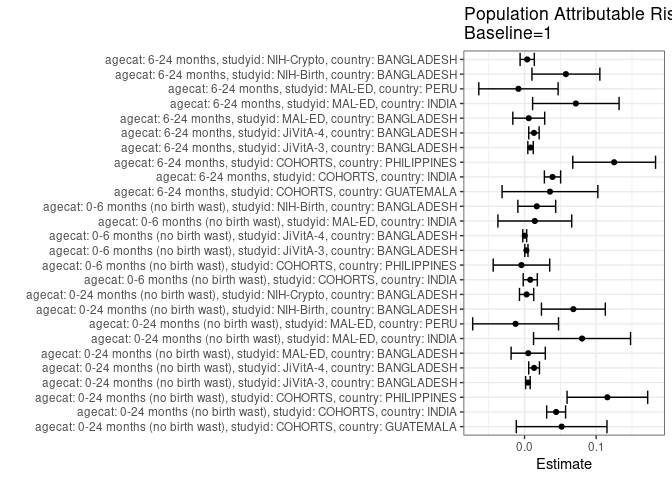 Population Attributable Ris
Baseline=1
agecat: 6-24 months, studyid: NIH-Crypto, country: BANGLADESH
agecat: 6-24 months, studyid: NIH-Birth, country: BANGLADESH
agecat: 6-24 months, studyid: MAL-ED, country: PERU
agecat: 6-24 months, studyid: MAL-ED, country: INDIA
agecat: 6-24 months, studyid: MAL-ED, country: BANGLADESH
agecat: 6-24 months, studyid: JiVitA-4, country: BANGLADESH
agecat: 6-24 months, studyid: JiVitA-3, country: BANGLADESH
agecat: 6-24 months, studyid: COHORTS, country: PHILIPPINES
agecat: 6-24 months, studyid: COHORTS, country: INDIA
agecat: 6-24 months, studyid: COHORTS, country: GUATEMALA
agecat: 0-6 months (no birth wast), studyid: NIH-Birth, country: BANGLADESH
agecat: 0-6 months (no birth wast), studyid: MAL-ED, country: INDIA
agecat: 0-6 months (no birth wast), studyid: JiVitA-4, country: BANGLADESH
agecat: 0-6 months (no birth wast), studyid: JiVitA-3, country: BANGLADESH
agecat: 0-6 months (no birth wast), studyid: COHORTS, country: PHILIPPINES
agecat: 0-6 months (no birth wast), studyid: COHORTS, country: INDIA
agecat: 0-24 months (no birth wast), studyid: NIH-Crypto, country: BANGLADESH
agecat: 0-24 months (no birth wast), studyid: NIH-Birth, country: BANGLADESH
agecat: 0-24 months (no birth wast), studyid: MAL-ED, country: PERU
agecat: 0-24 months (no birth wast), studyid: MAL-ED, country: INDIA
agecat: 0-24 months (no birth wast), studyid: MAL-ED, country: BANGLADESH
agecat: 0-24 months (no birth wast), studyid: JiVitA-4, country: BANGLADESH
agecat: 0-24 months (no birth wast), studyid: JiVitA-3, country: BANGLADESH
agecat: 0-24 months (no birth wast), studyid: COHORTS, country: PHILIPPINES
agecat: 0-24 months (no birth wast), studyid: COHORTS, country: INDIA
agecat: 0-24 months (no birth wast), studyid: COHORTS, country: GUATEMALA
0.0 0.1
Estimate